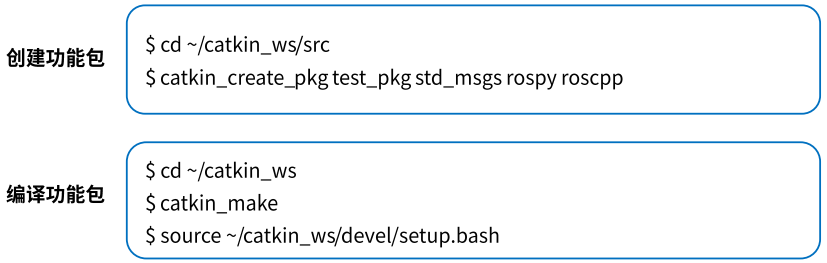 创建功能包
$ cd ~/catkin_ws/src
$ catkin_create_pkg test_pkg std_msgs rospy roscpp
编译功能包
$ cd ~/catkin_ws
$ catkin_make
$ source ~/catkin_ws/devel/setup.bash